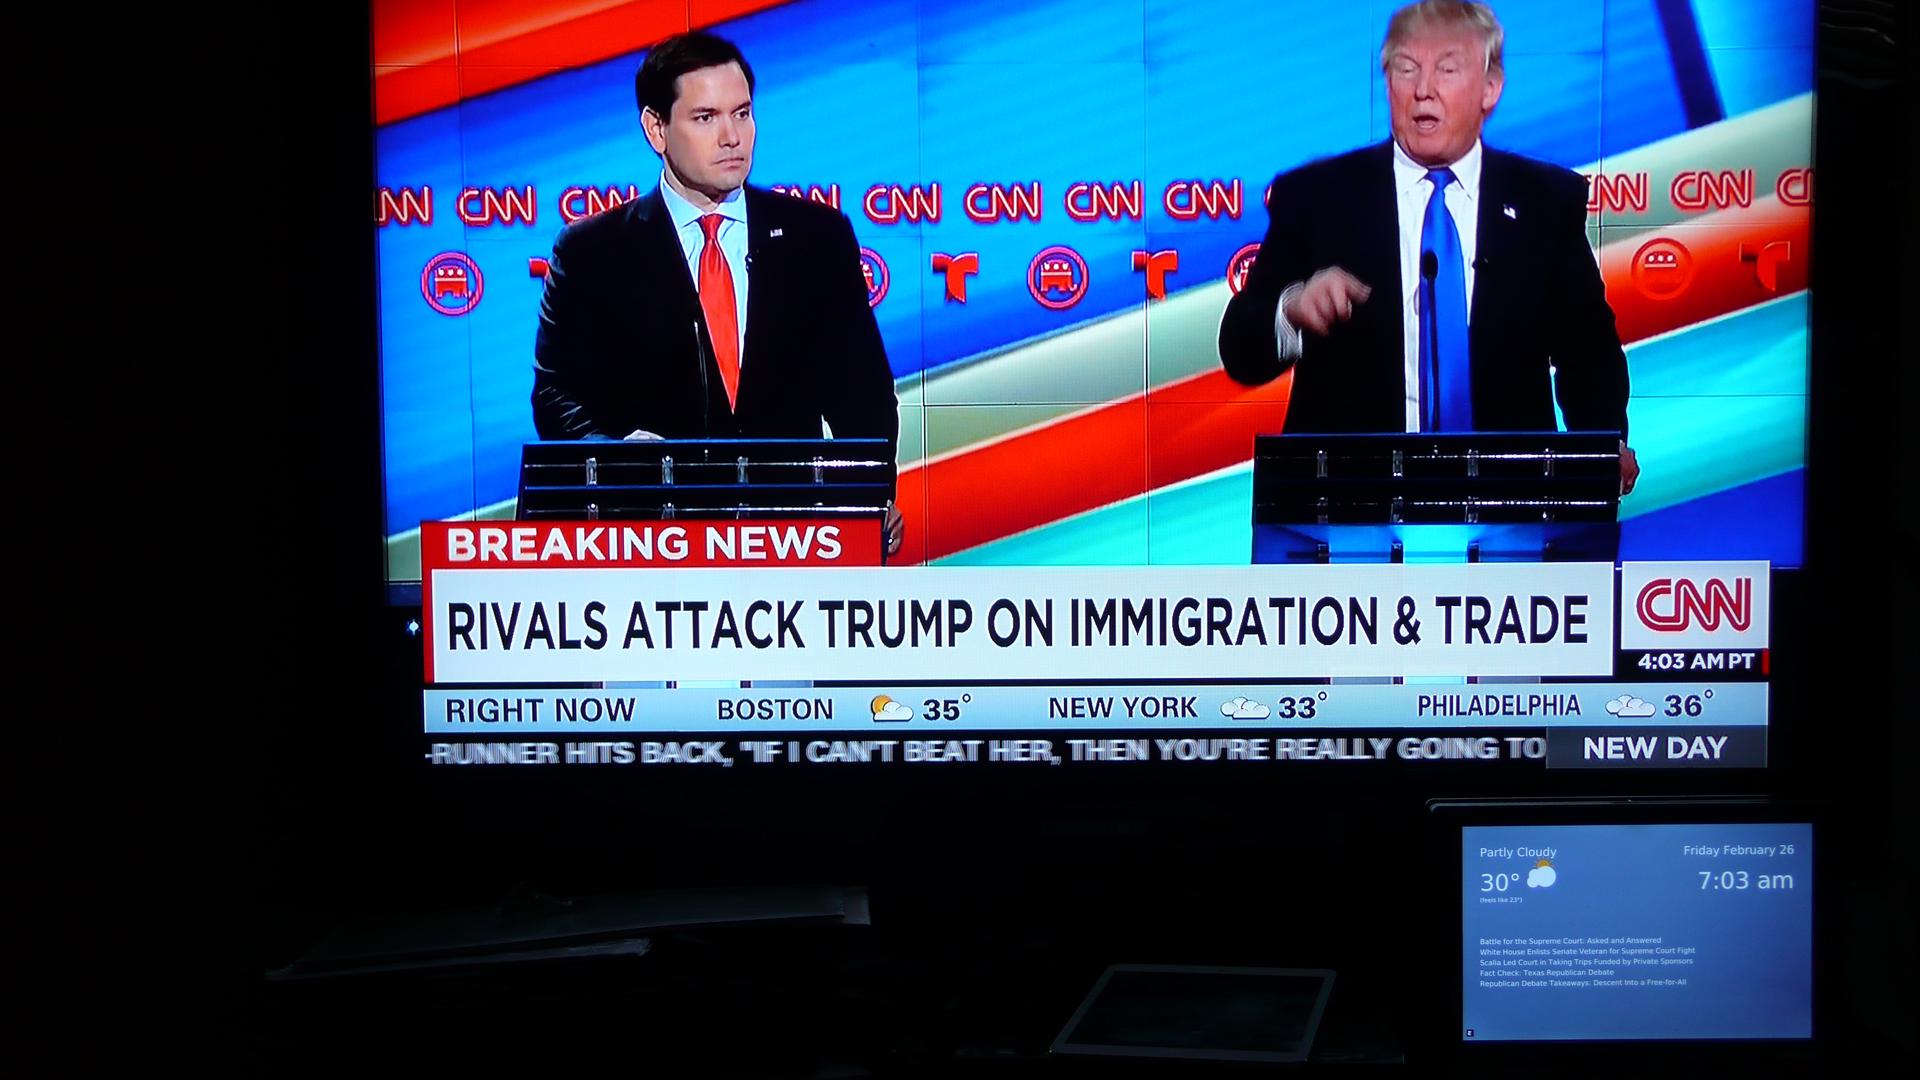 CNN CNN CNN CNN CNN CNN CNN CNN CNN CNN
BREAKING NEWS
RIVALS ATTACK TRUMP ON IMMIGRATION & TRADE
CNN
4:03 AM PT
RIGHT NOW BOSTON 35° NEW YORK 33° PHILADELPHIA 36°
-RUNNER HITS BACK, "IF I CAN'T BEAT HER, THEN YOU'RE REALLY GOING TO
NEW DAY
Partly Cloudy
Friday February 26
30°
7:03 am
(feels like 23°)
Battle for the Supreme Court: Asked and Answered
White House Enlists Senate Veteran for Supreme Court Fight
Scalia Led Court in Taking Trips Funded by Private Sponsors
Fact Check: Texas Republican Debate
Republican Debate Takeaways: Descent Into a Free-for-All